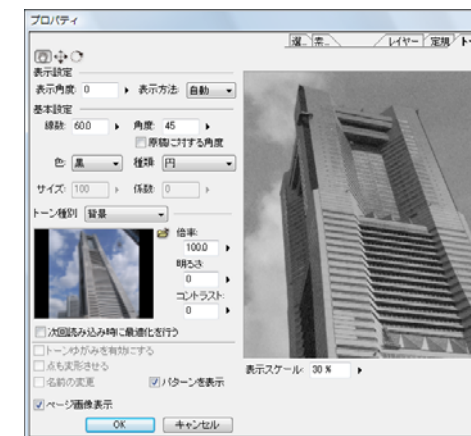 プロパティ
選... 素... レイヤー 定規 ト
表示設定
表示角度: 0 表示方法: 自動
基本設定
線数: 60.0 角度: 45
原稿に対する角度
色: 黒 種類: 円
サイズ: 100 係数: 0
トーン種別 背景
倍率:
100.0
明るさ:
0
コントラスト:
0
次回読み込み時に最適化を行う
トーンゆがみを有効にする
点も変形させる
名前の変更 パターンを表示
表示スケール: 30 %
ページ画像表示
OK キャンセル